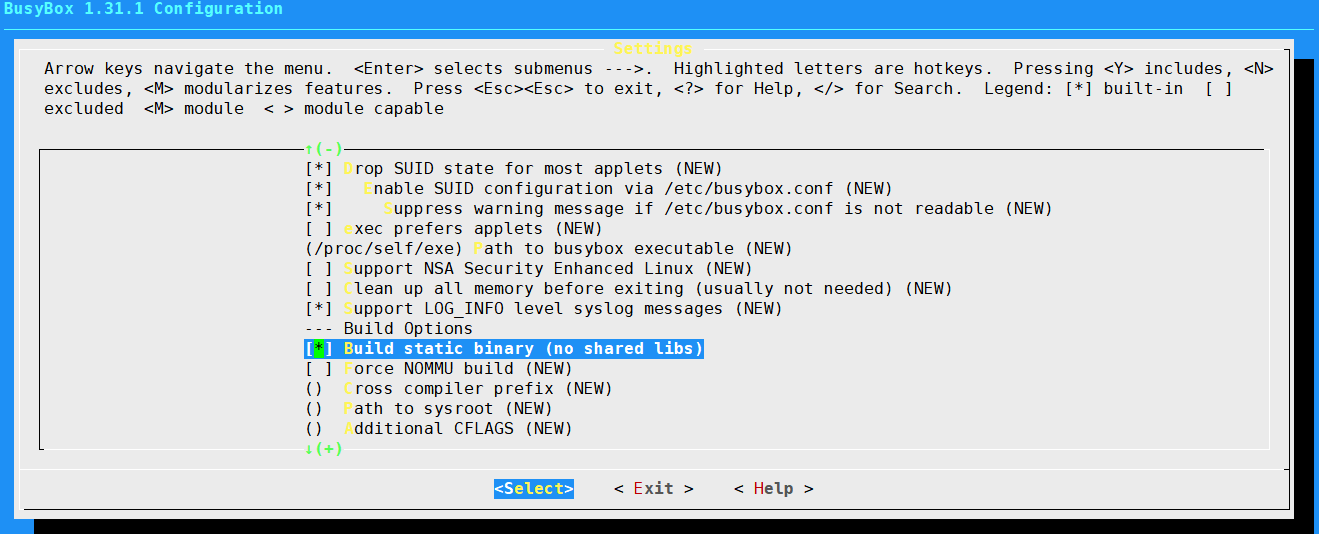 BusyBox 1.31.1 Configuration
Settings
Arrow keys navigate the menu.  <Enter> selects submenus --->.  Highlighted letters are hotkeys.  Pressing <Y> includes, <N>
excludes, <M> modularizes features.  Press <Esc><Esc> to exit, <?> for Help, </> for Search.  Legend: [*] built-in  [ ]
excluded  <M> module  < > module capable
↑(-)
[*] Drop SUID state for most applets (NEW)
[*]   Enable SUID configuration via /etc/busybox.conf (NEW)
[*]     Suppress warning message if /etc/busybox.conf is not readable (NEW)
[ ] exec prefers applets (NEW)
(/proc/self/exe) Path to busybox executable (NEW)
[ ] Support NSA Security Enhanced Linux (NEW)
[ ] Clean up all memory before exiting (usually not needed) (NEW)
[*] Support LOG_INFO level syslog messages (NEW)
--- Build Options
[*] Build static binary (no shared libs)
[ ] Force NOMMU build (NEW)
()  Cross compiler prefix (NEW)
()  Path to sysroot (NEW)
()  Additional CFLAGS (NEW)
↓(+)
<Select>    < Exit >    < Help >